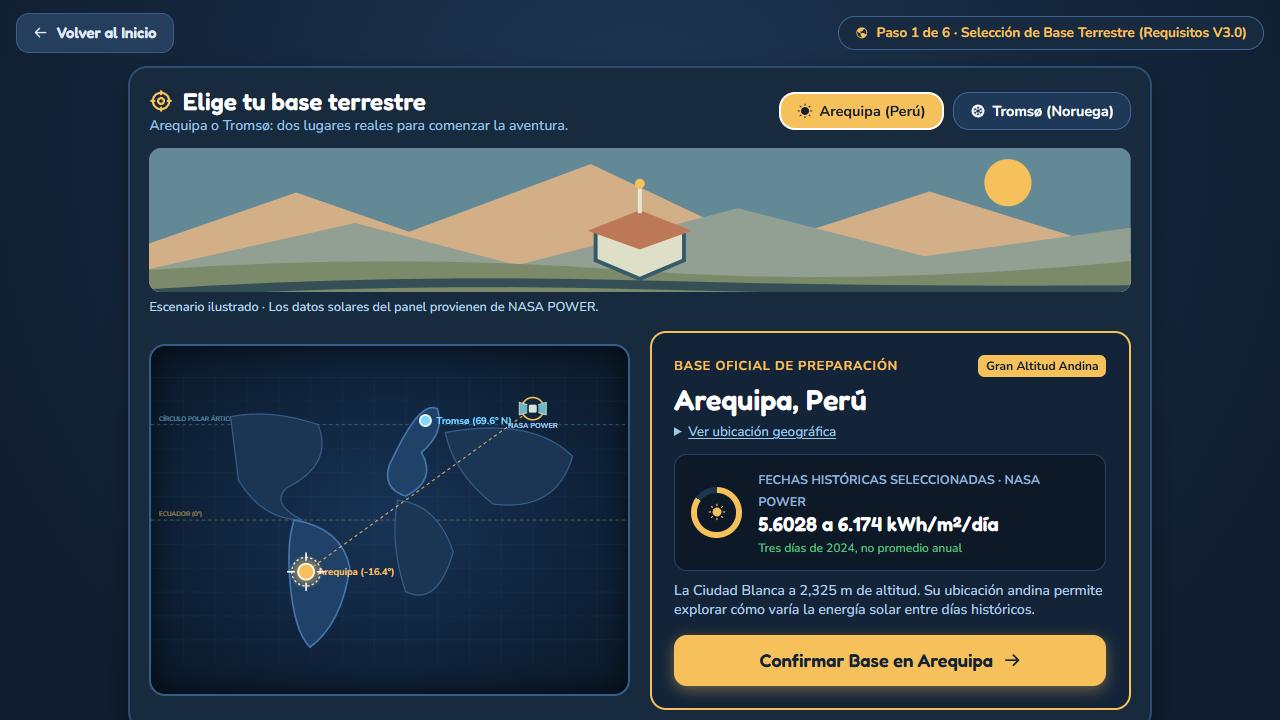 ← Volver al Inicio
Paso 1 de 6 · Selección de Base Terrestre (Requisitos V3.0)
Elige tu base terrestre
Arequipa o Tromsø: dos lugares reales para comenzar la aventura.
Arequipa (Perú)
Tromsø (Noruega)
Escenario ilustrado · Los datos solares del panel provienen de NASA POWER.
CÍRCULO POLAR ÁRTIC
Tromsø (69.6° N)
NASA POWER
ECUADOR (0°)
Arequipa (-16.4°)
BASE OFICIAL DE PREPARACIÓN
Gran Altitud Andina
Arequipa, Perú
Ver ubicación geográfica
FECHAS HISTÓRICAS SELECCIONADAS · NASA
POWER
5.6028 a 6.174 kWh/m²/día
Tres días de 2024, no promedio anual
La Ciudad Blanca a 2,325 m de altitud. Su ubicación andina permite
explorar cómo varía la energía solar entre días históricos.
Confirmar Base en Arequipa →